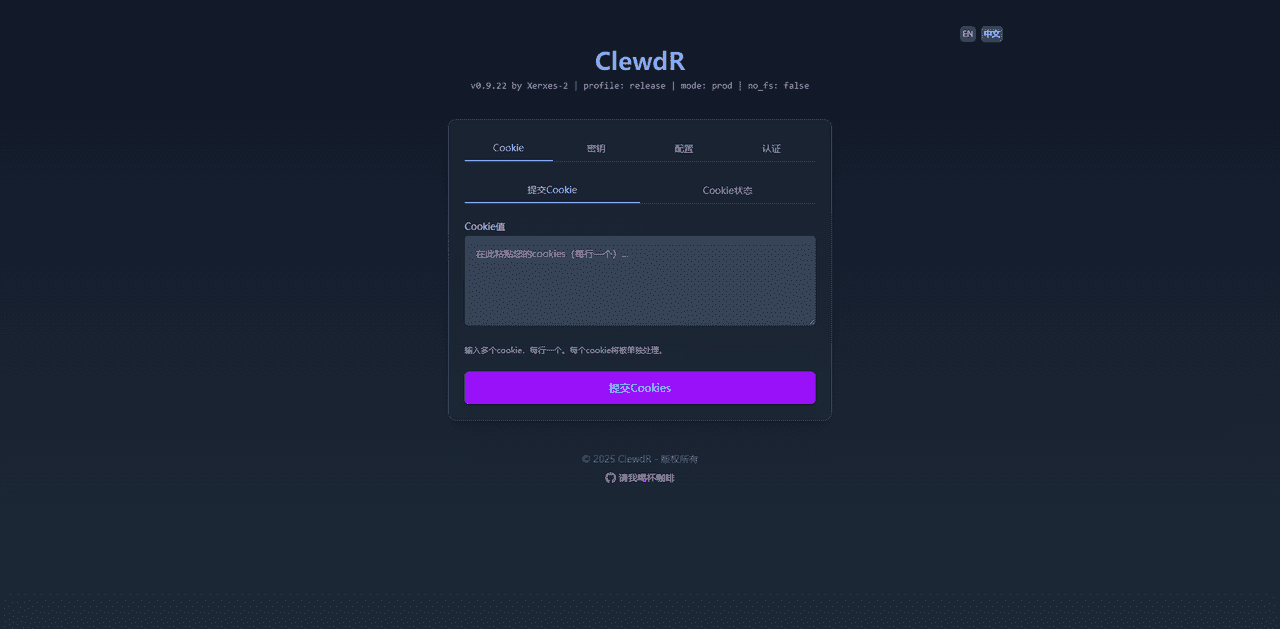 EN 中文
ClewdR
v0.9.22 by Xerxes-2 | profile: release | mode: prod | no_fs: false
Cookie 密钥 配置 认证
提交Cookie Cookie状态
Cookie值
在此粘贴您的cookies（每行一个）...
输入多个cookie，每行一个。每个cookie将被单独处理。
提交Cookies
© 2025 ClewdR - 版权所有
请我喝杯咖啡